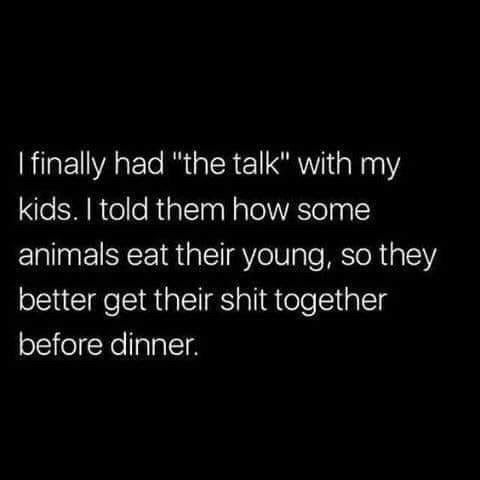 I finally had "the talk" with my
kids. I told them how some
animals eat their young, so they
better get their shit together
before dinner.